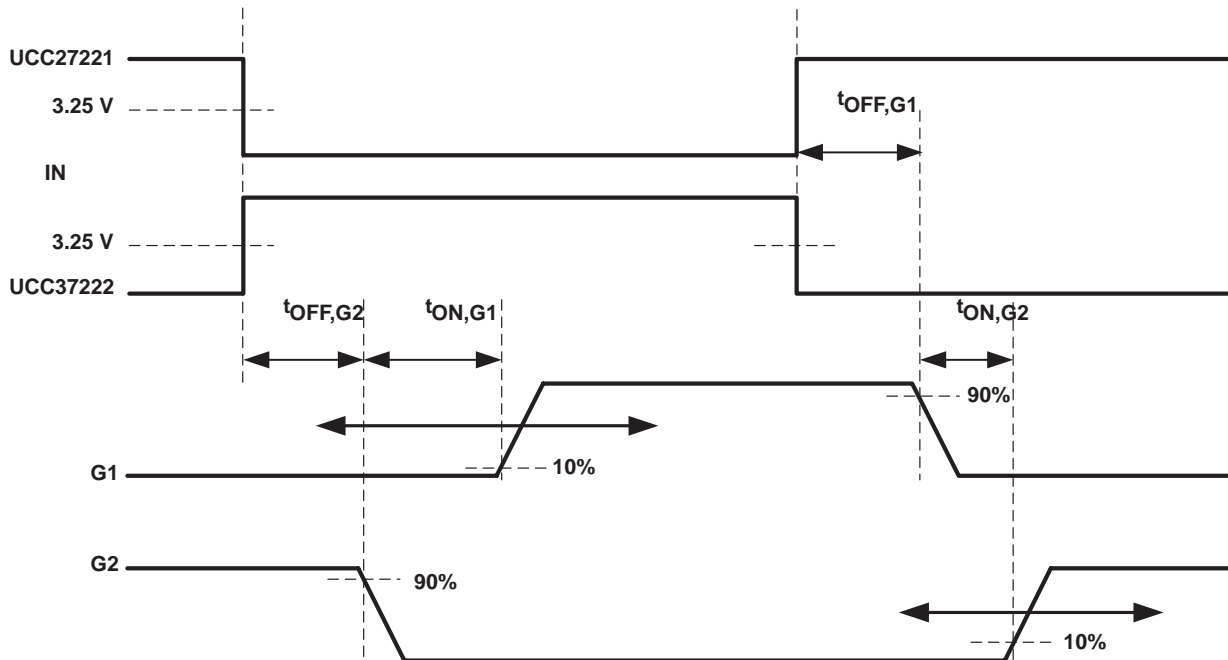 UCC27221
3.25 V
tOFF,G1
IN
3.25 V
UCC37222
tOFF,G2
tON,G1
tON,G2
90%
10%
G1
G2
90%
10%